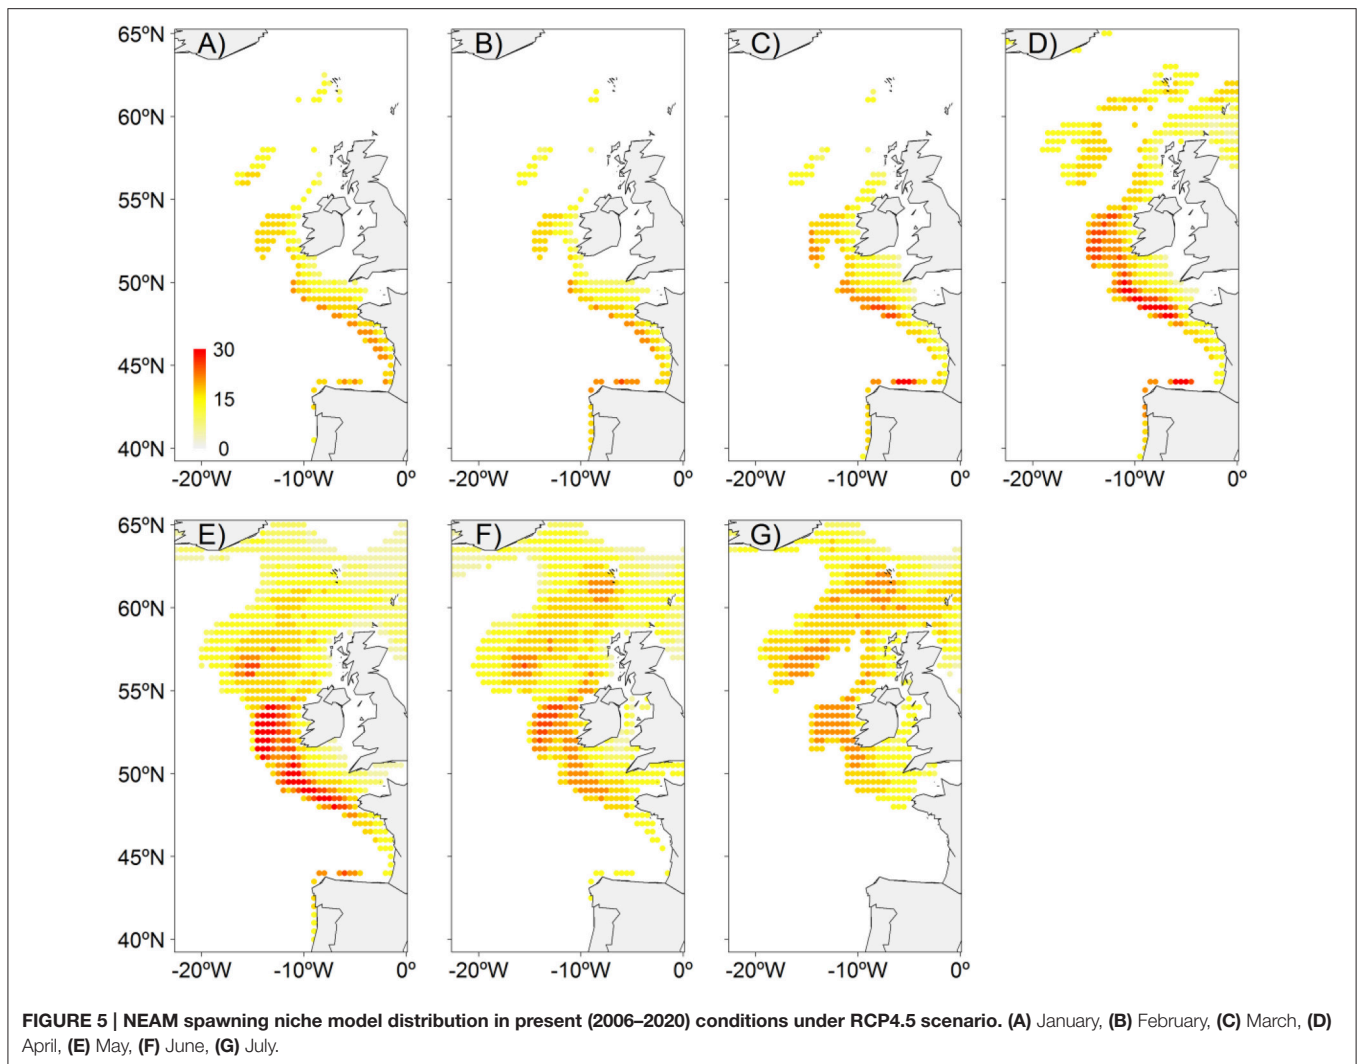 A) B) C) D)
65ºN
60ºN
55ºN
50ºN
45ºN
40ºN
30
15
0
-20ºW -10ºW 0º -20ºW -10ºW 0º -20ºW -10ºW 0º -20ºW -10ºW 0º
E) F) G)
65ºN
60ºN
55ºN
50ºN
45ºN
40ºN
-20ºW -10ºW 0º -20ºW -10ºW 0º -20ºW -10ºW 0º
FIGURE 5 | NEAM spawning niche model distribution in present (2006–2020) conditions under RCP4.5 scenario. (A) January, (B) February, (C) March, (D)
April, (E) May, (F) June, (G) July.